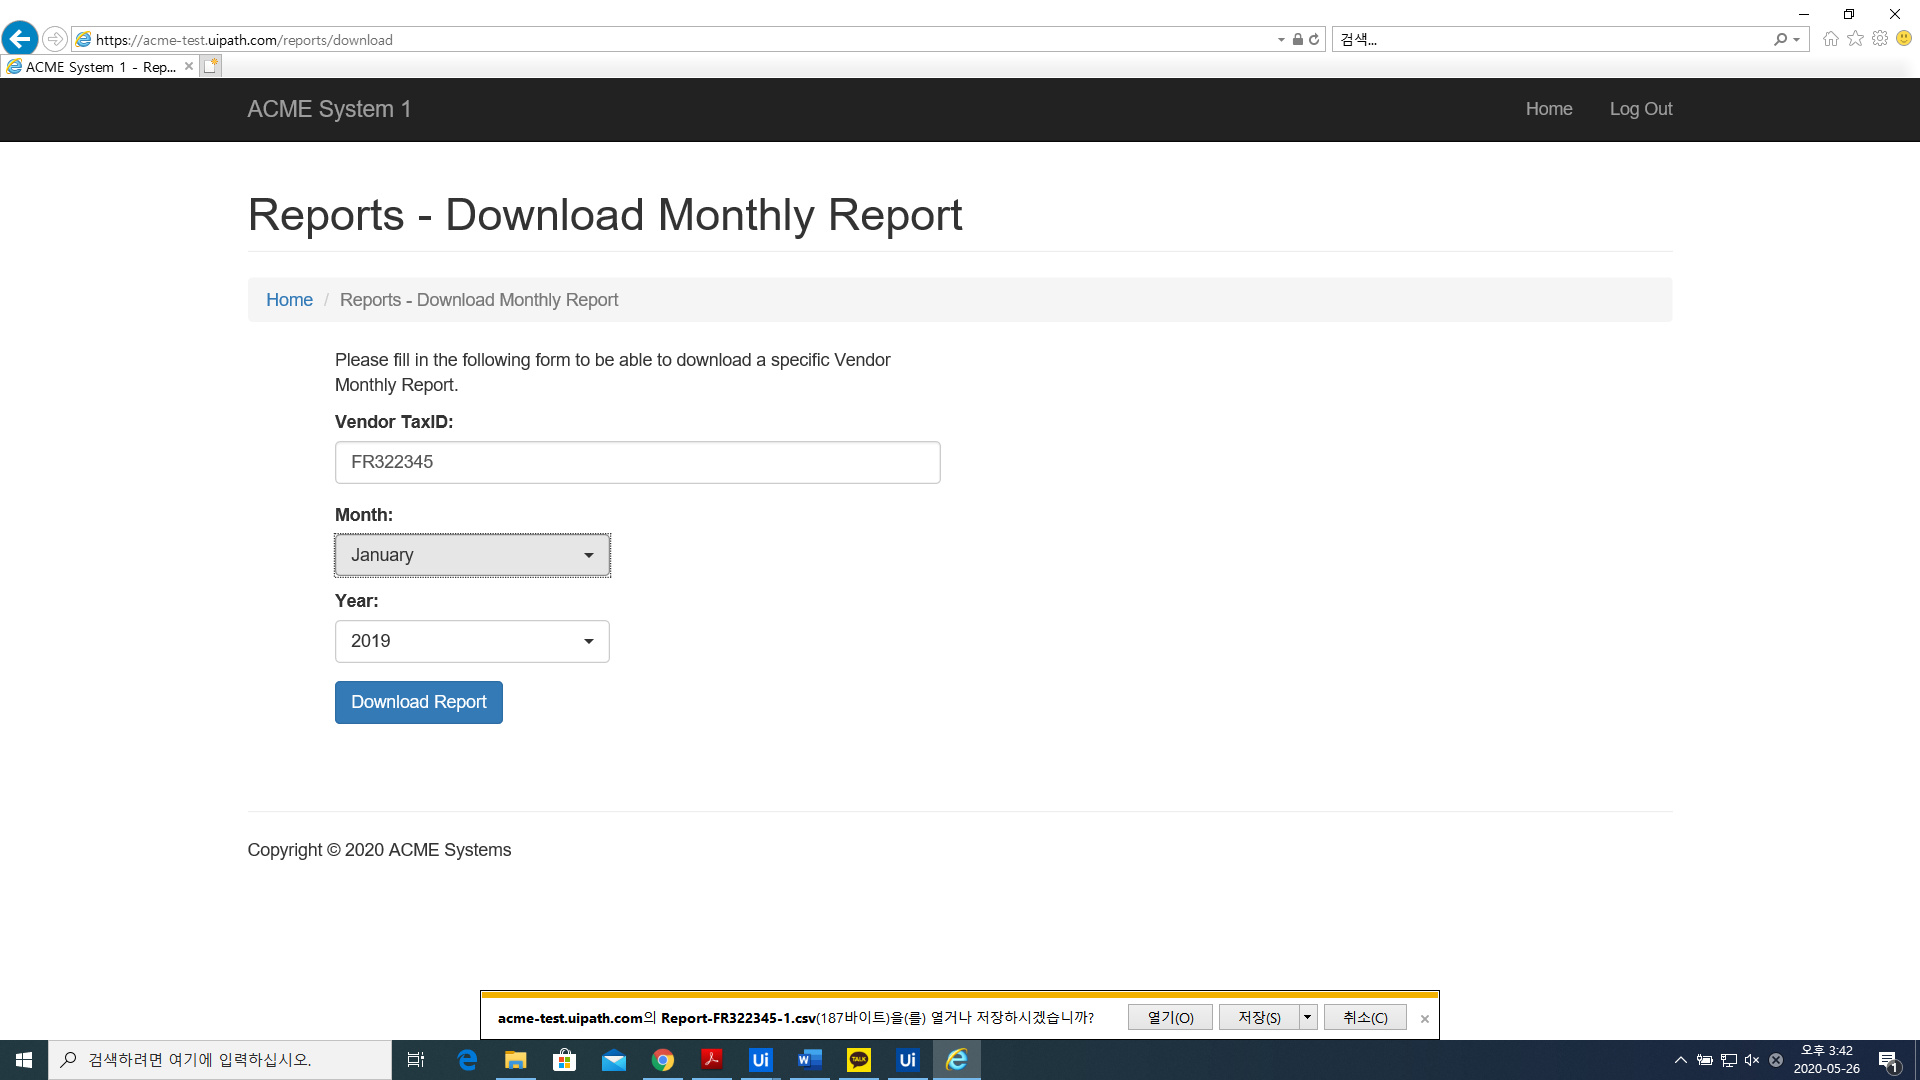 https://acme-test.uipath.com/reports/download
검색...
ACME System 1 - Rep...
ACME System 1
Home
Log Out
Reports - Download Monthly Report
Home / Reports - Download Monthly Report
Please fill in the following form to be able to download a specific Vendor
Monthly Report.
Vendor TaxID:
FR322345
Month:
January
Year:
2019
Download Report
Copyright © 2020 ACME Systems
acme-test.uipath.com의 Report-FR322345-1.csv(187바이트)을(를) 열거나 저장하시겠습니까?
열기(O)
저장(S)
취소(C)
검색하려면 여기에 입력하십시오.
Ui
W
TALK
Ui
오후 3:42
2020-05-26
1